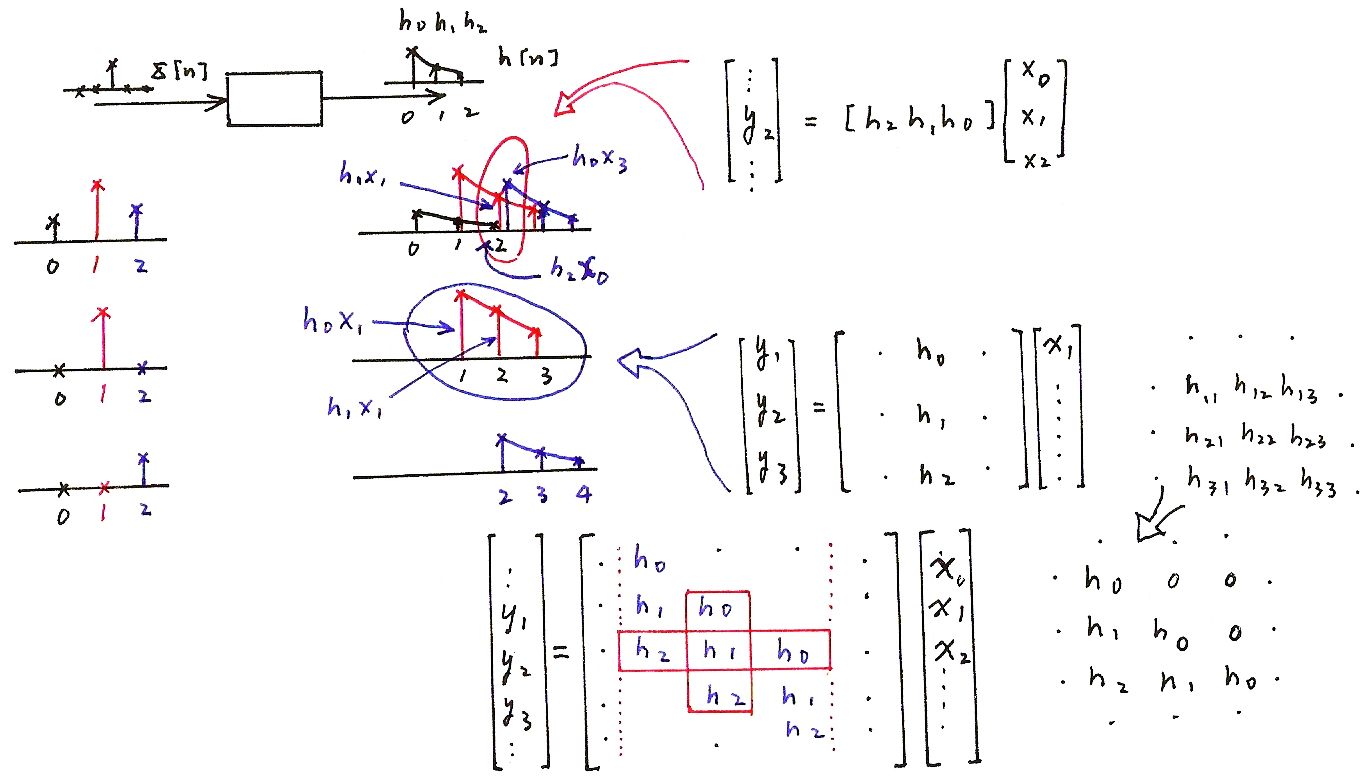 h0 h1 h2
δ[n]
h[n]
0 1 2
[⋮ y2 ⋮] = [h2 h1 h0] [x0 x1 x2]
h1x1
h0x3
0 1 2
0 1 2
h2x0
h0x1
0 1 2
1 2 3
h1x1
[y1 y2 y3] = [· h0 · · h1 · · h2 ·] [x1 ⋮]
· · ·
· h11 h12 h13 ·
· h21 h22 h23 ·
· h31 h32 h33 ·
0 1 2
2 3 4
[⋮ y1 y2 y3 ⋮] =
· h0 · · ·
· h1 h0 ·
· h2 h1 h0
h2 h1 ·
· · h2 ·
[x0 x1 x2 ⋮]
· · ·
· h0 0 0 ·
· h1 h0 0 ·
· h2 h1 h0 ·
· · ·